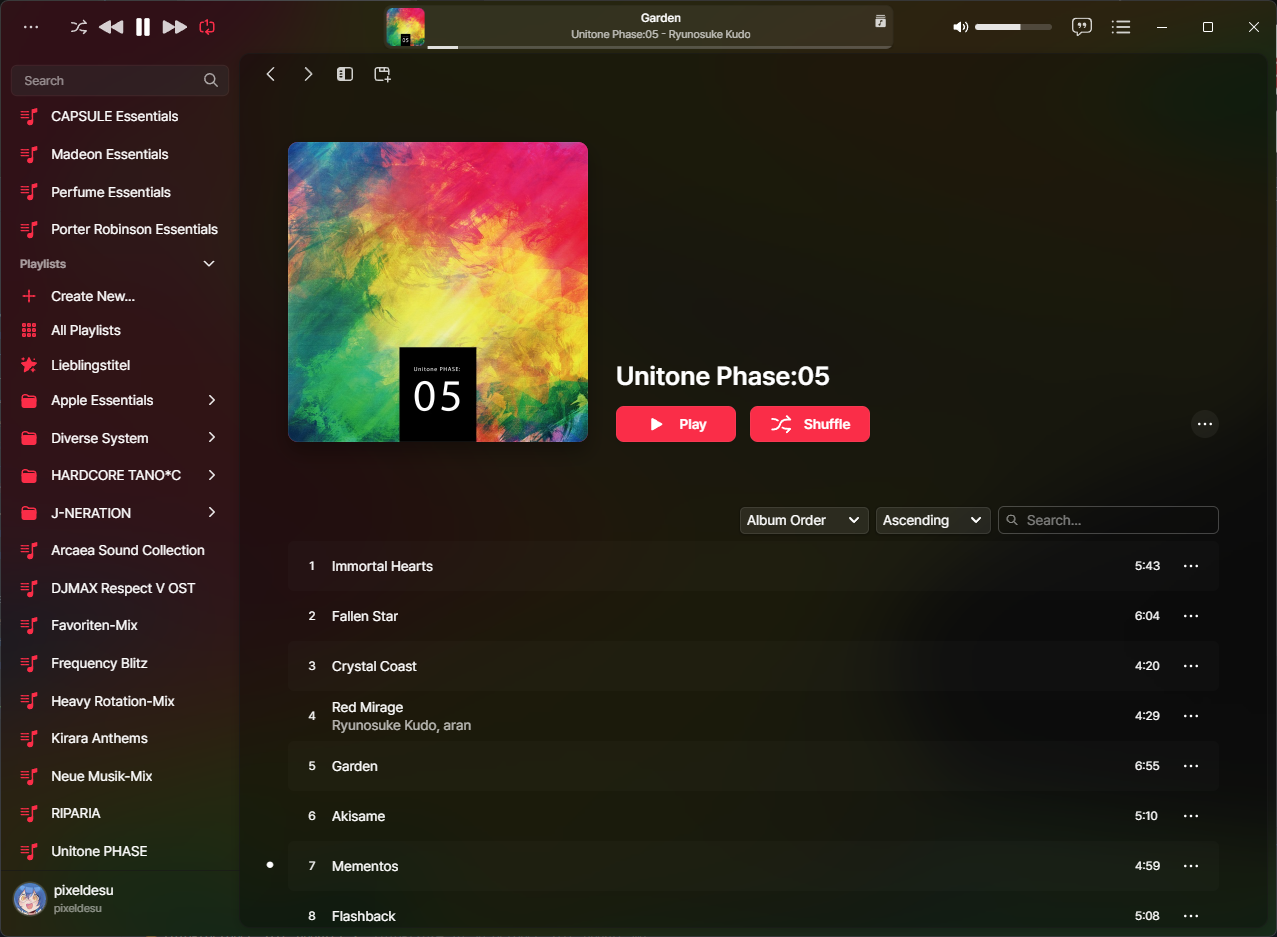 Garden
Unitone Phase:05 - Ryunosuke Kudo
05
Search
CAPSULE Essentials
Madeon Essentials
Perfume Essentials
Porter Robinson Essentials
Playlists
Create New...
All Playlists
Lieblingstitel
Apple Essentials
Diverse System
HARDCORE TANO*C
J-NERATION
Arcaea Sound Collection
DJMAX Respect V OST
Favoriten-Mix
Frequency Blitz
Heavy Rotation-Mix
Kirara Anthems
Neue Musik-Mix
RIPARIA
Unitone PHASE
pixeldesu
pixeldesu
Unitone PHASE:
05
Unitone Phase:05
Play
Shuffle
Album Order
Ascending
Search...
1 Immortal Hearts 5:43
2 Fallen Star 6:04
3 Crystal Coast 4:20
4 Red Mirage 4:29
Ryunosuke Kudo, aran
5 Garden 6:55
6 Akisame 5:10
7 Mementos 4:59
8 Flashback 5:08